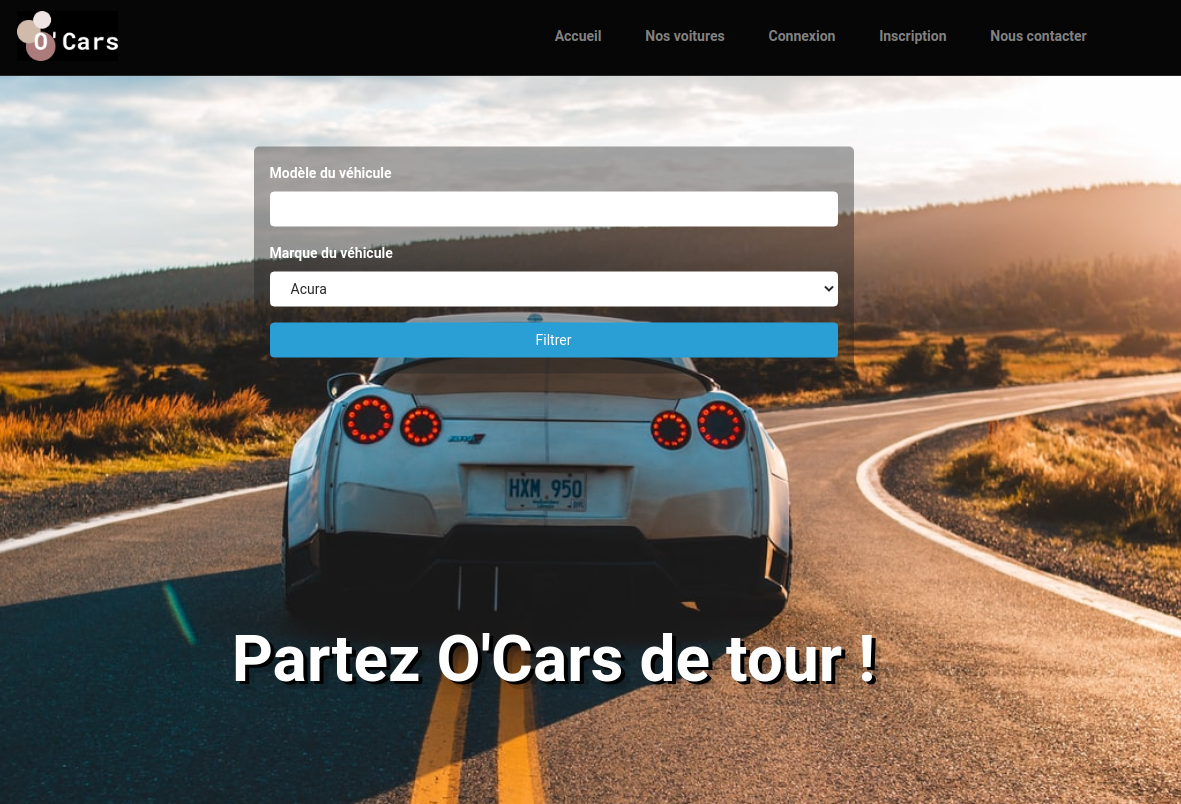 O'Cars
Accueil
Nos voitures
Connexion
Inscription
Nous contacter
Modèle du véhicule
Marque du véhicule
Acura
Filtrer
HXM 950
Partez O'Cars de tour !